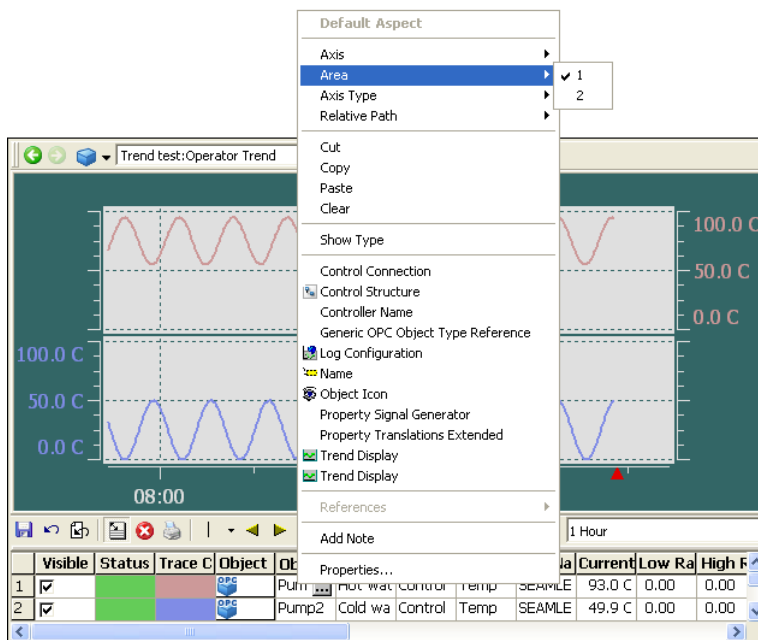 Default Aspect
Axis
Area
1
Axis Type
2
Relative Path
Cut
Trend test:Operator Trend
Copy
Paste
Clear
100.0 C
Show Type
Control Connection
50.0 C
Control Structure
Controller Name
0.0 C
Generic OPC Object Type Reference
100.0 C
Log Configuration
Name
Object Icon
50.0 C
Property Signal Generator
Property Translations Extended
0.0 C
Trend Display
Trend Display
08:00
References
Add Note
1 Hour
Properties...
Visible Status Trace C Object Current Low Ra High R
1 OPC Pum ... Hot wat Control Temp SEAMLE 93.0 C 0.00 0.00
2 OPC Pump2 Cold wa Control Temp SEAMLE 49.9 C 0.00 0.00